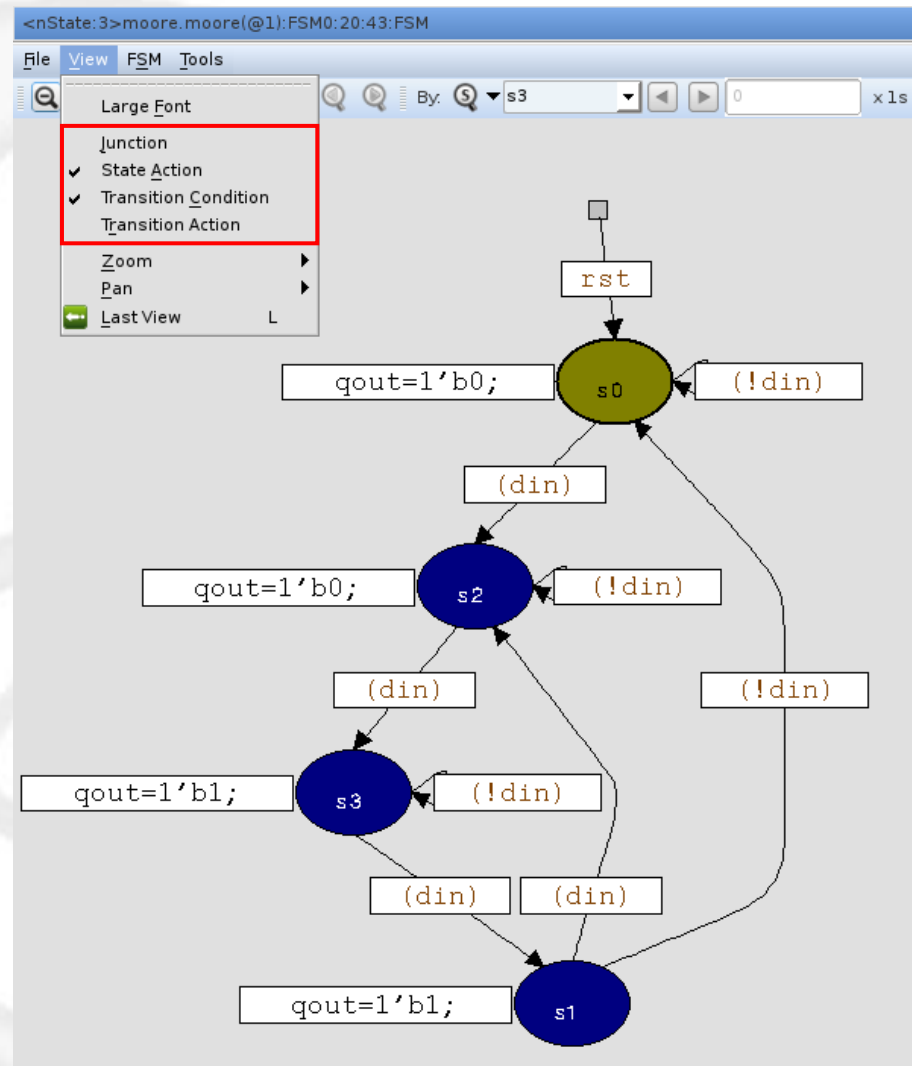 <nState:3>moore.moore(@1):FSM0:20:43:FSM
File View FSM Tools
By: S s3 0 x 1s
Large Font
Junction
State Action
Transition Condition
Transition Action
Zoom
Pan
Last View L
rst
qout=1'b0; s0 (!din)
(din)
qout=1'b0; s2 (!din)
(din) (!din)
qout=1'b1; s3 (!din)
(din) (din)
qout=1'b1; s1